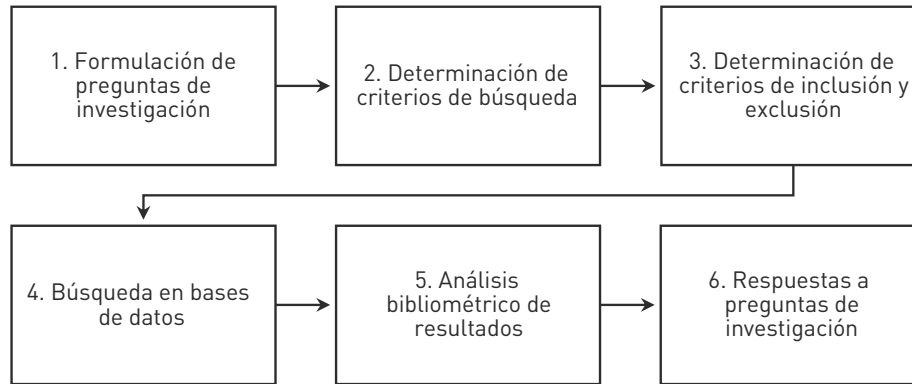 1. Formulación de
preguntas de
investigación
2. Determinación de
criterios de búsqueda
3. Determinación de
criterios de inclusión y
exclusión
4. Búsqueda en bases
de datos
5. Análisis
bibliométrico de
resultados
6. Respuestas a
preguntas de
investigación